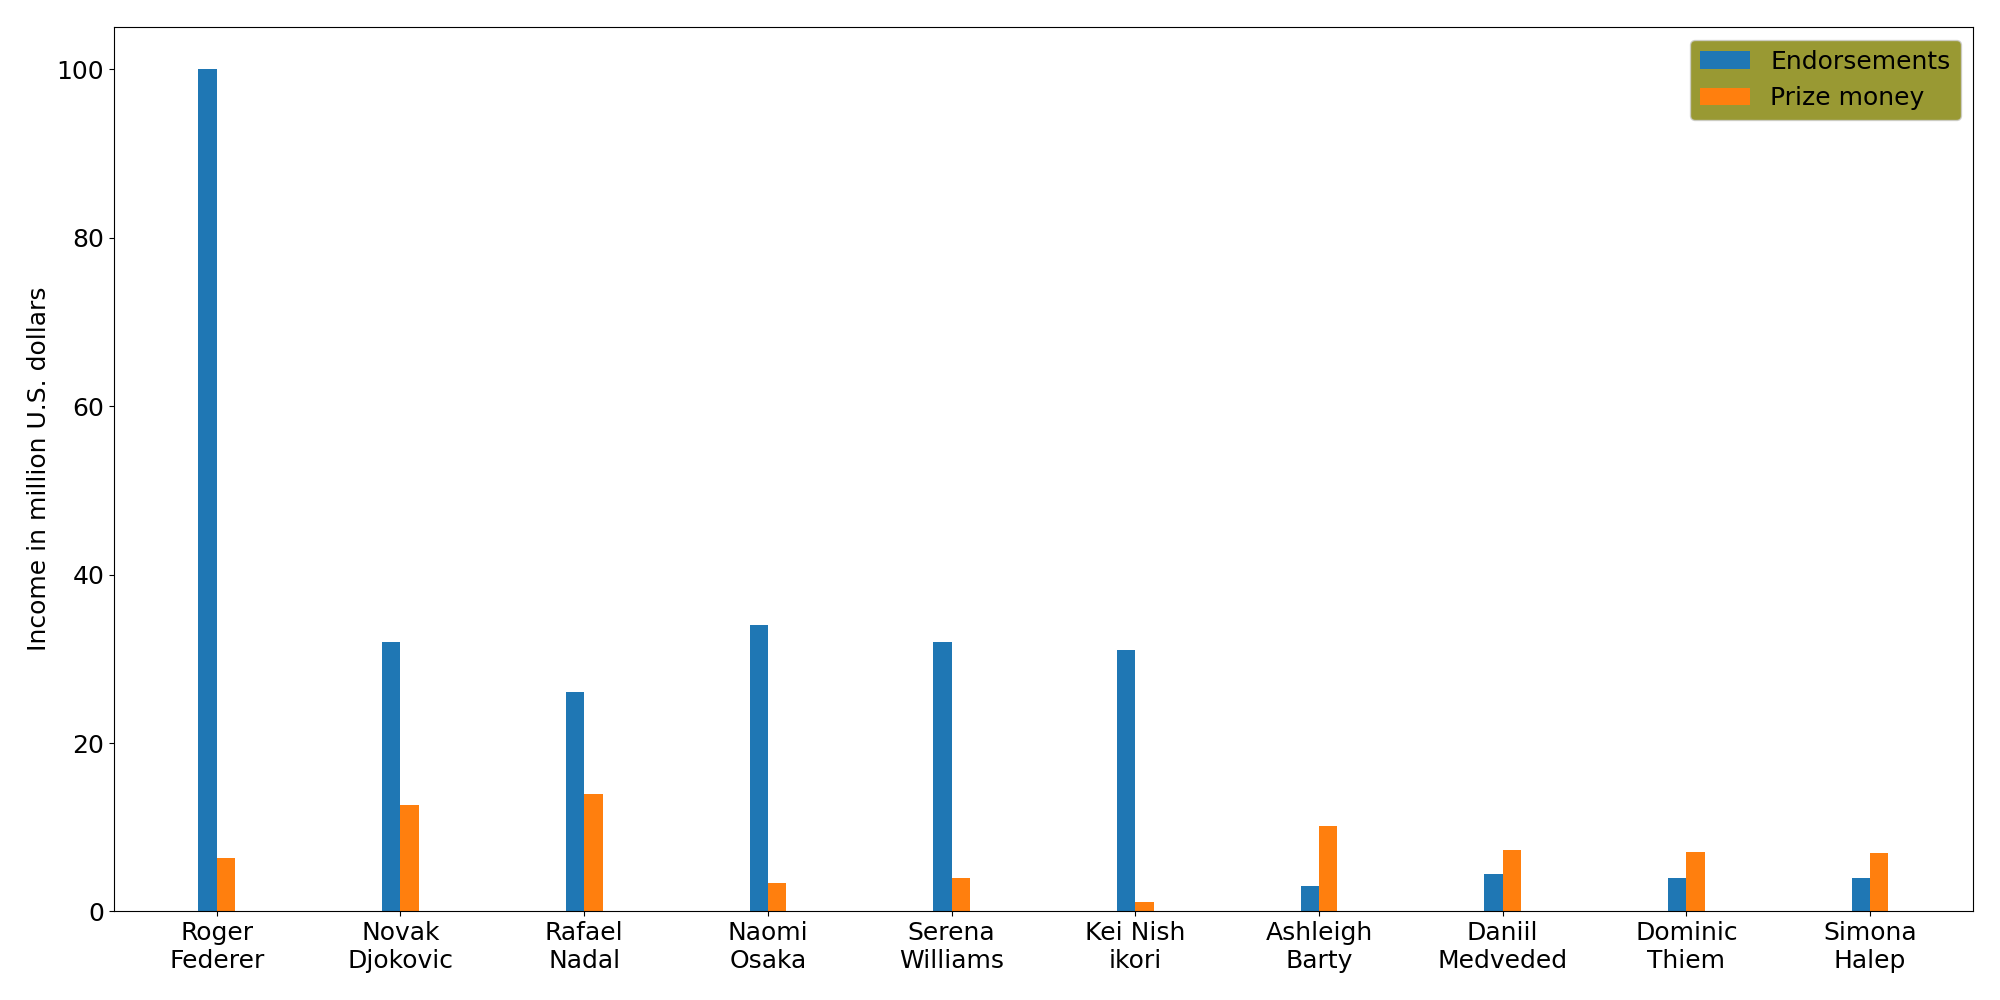 Endorsements
Prize money
Income in million U.S. dollars
100
80
60
40
20
0
Roger
Federer
Novak
Djokovic
Rafael
Nadal
Naomi
Osaka
Serena
Williams
Kei Nish
ikori
Ashleigh
Barty
Daniil
Medveded
Dominic
Thiem
Simona
Halep